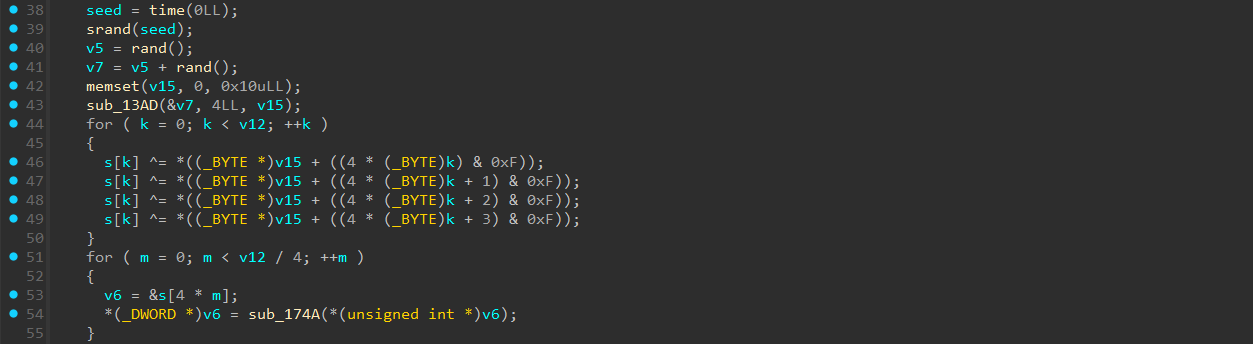 38 seed = time(0LL);
39 srand(seed);
40 v5 = rand();
41 v7 = v5 + rand();
42 memset(v15, 0, 0x10uLL);
43 sub_13AD(&v7, 4LL, v15);
44 for ( k = 0; k < v12; ++k )
45 {
46 s[k] ^= *((_BYTE *)v15 + ((4 * (_BYTE)k) & 0xF));
47 s[k] ^= *((_BYTE *)v15 + ((4 * (_BYTE)k + 1) & 0xF));
48 s[k] ^= *((_BYTE *)v15 + ((4 * (_BYTE)k + 2) & 0xF));
49 s[k] ^= *((_BYTE *)v15 + ((4 * (_BYTE)k + 3) & 0xF));
50 }
51 for ( m = 0; m < v12 / 4; ++m )
52 {
53 v6 = &s[4 * m];
54 *(_DWORD *)v6 = sub_174A(*(unsigned int *)v6);
55 }